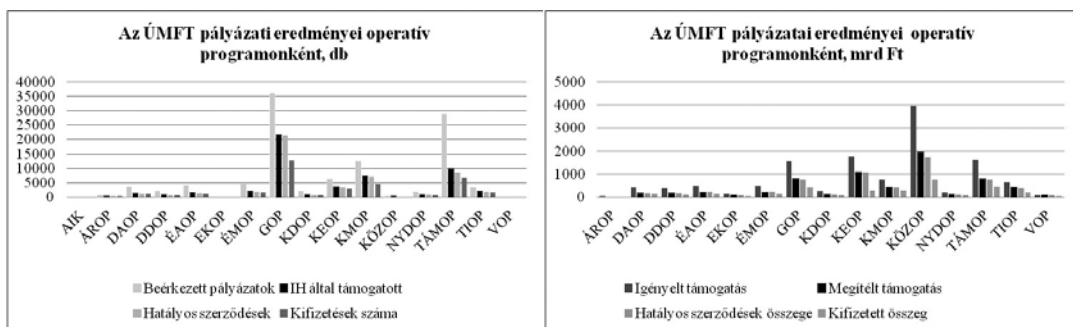 Az ÚMFT pályázati eredményei operatív
programonként, db
40000
35000
30000
25000
20000
15000
10000
5000
0
AIK
ÁROP
DAOP
DDOP
ÉAOP
EKOP
ÉMOP
GOP
KDOP
KEOP
KMOP
KÖZOP
NYDOP
TÁMOP
TIOP
VOP
Beérkezett pályázatok
IH által támogatott
Hatályos szerződések
Kifizetések száma
Az ÚMFT pályázatai eredményei operatív
programonként, mrd Ft
5000
4000
3000
2000
1000
0
ÁROP
DAOP
DDOP
ÉAOP
EKOP
ÉMOP
GOP
KDOP
KEOP
KMOP
KÖZOP
NYDOP
TÁMOP
TIOP
VOP
Igényelt támogatás
Megítélt támogatás
Hatályos szerződések összege
Kifizetett összeg